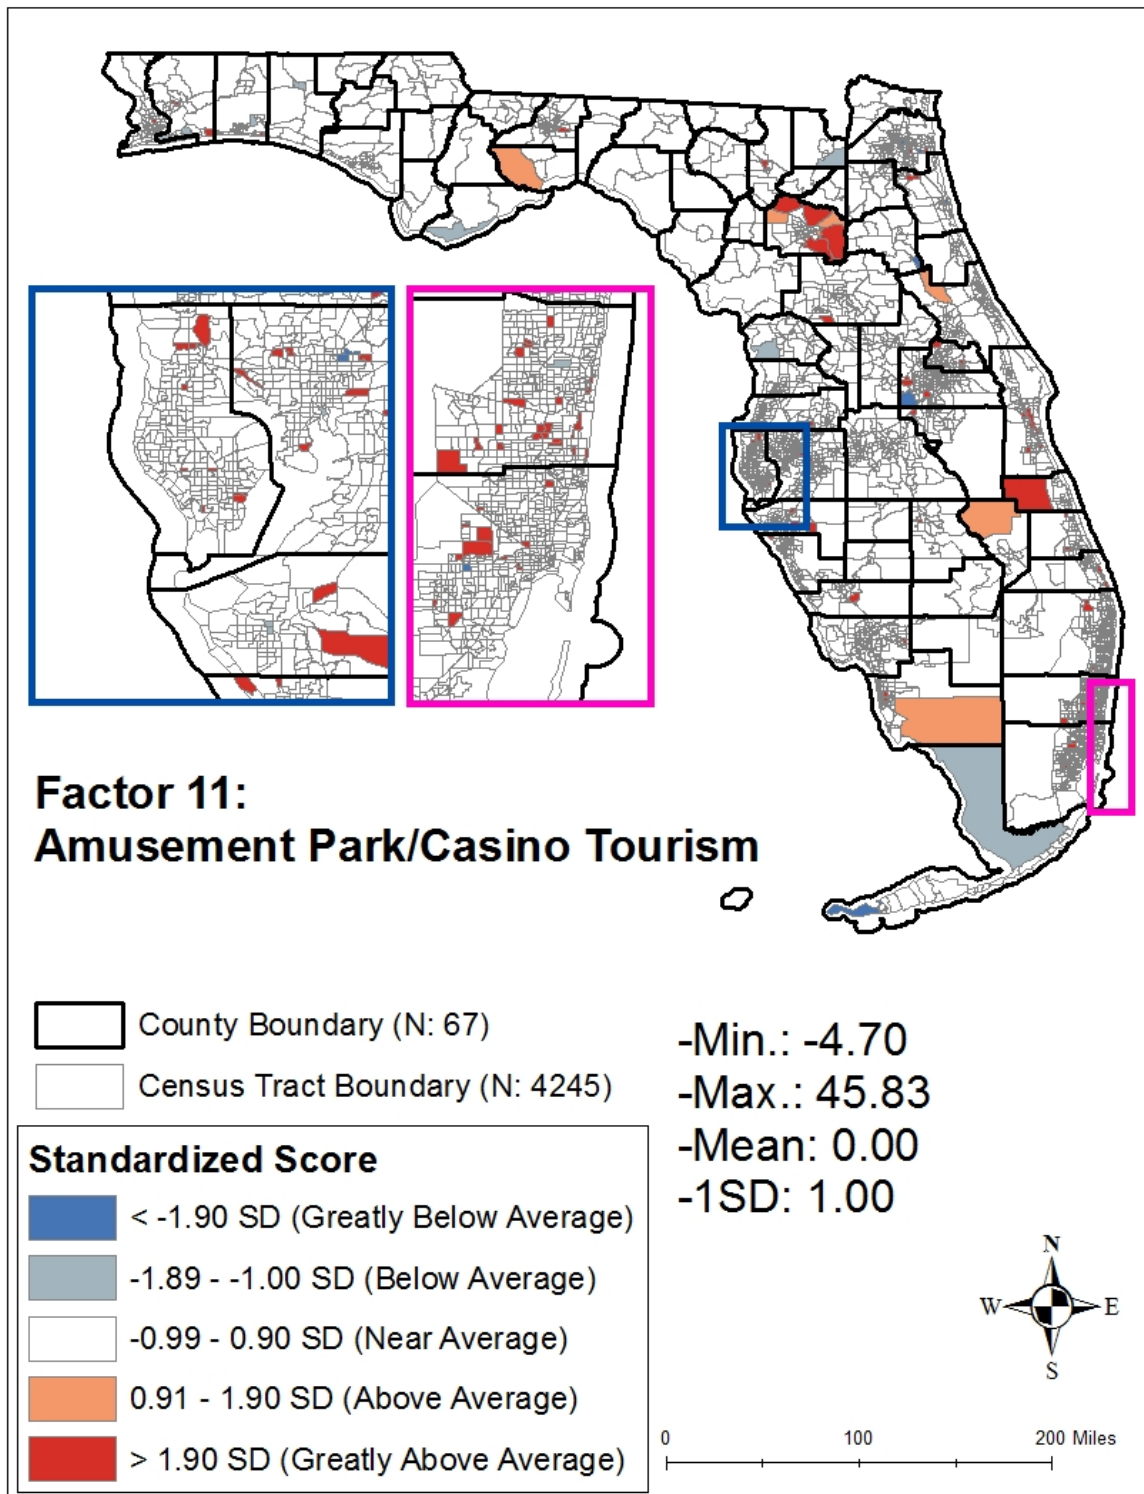 Factor 11:
Amusement Park/Casino Tourism
County Boundary (N: 67)
Census Tract Boundary (N: 4245)
Standardized Score
< -1.90 SD (Greatly Below Average)
-1.89 - -1.00 SD (Below Average)
-0.99 - 0.90 SD (Near Average)
0.91 - 1.90 SD (Above Average)
> 1.90 SD (Greatly Above Average)
-Min.: -4.70
-Max.: 45.83
-Mean: 0.00
-1SD: 1.00
N
W E
S
0 100 200 Miles